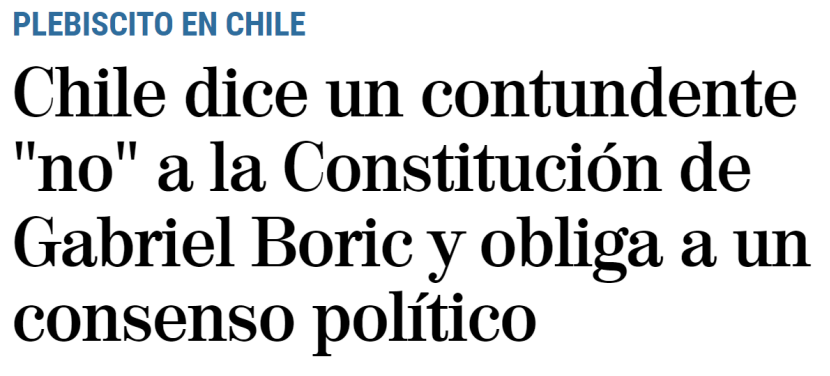 PLEBISCITO EN CHILE
Chile dice un contundente
"no" a la Constitución de
Gabriel Boric y obliga a un
consenso político